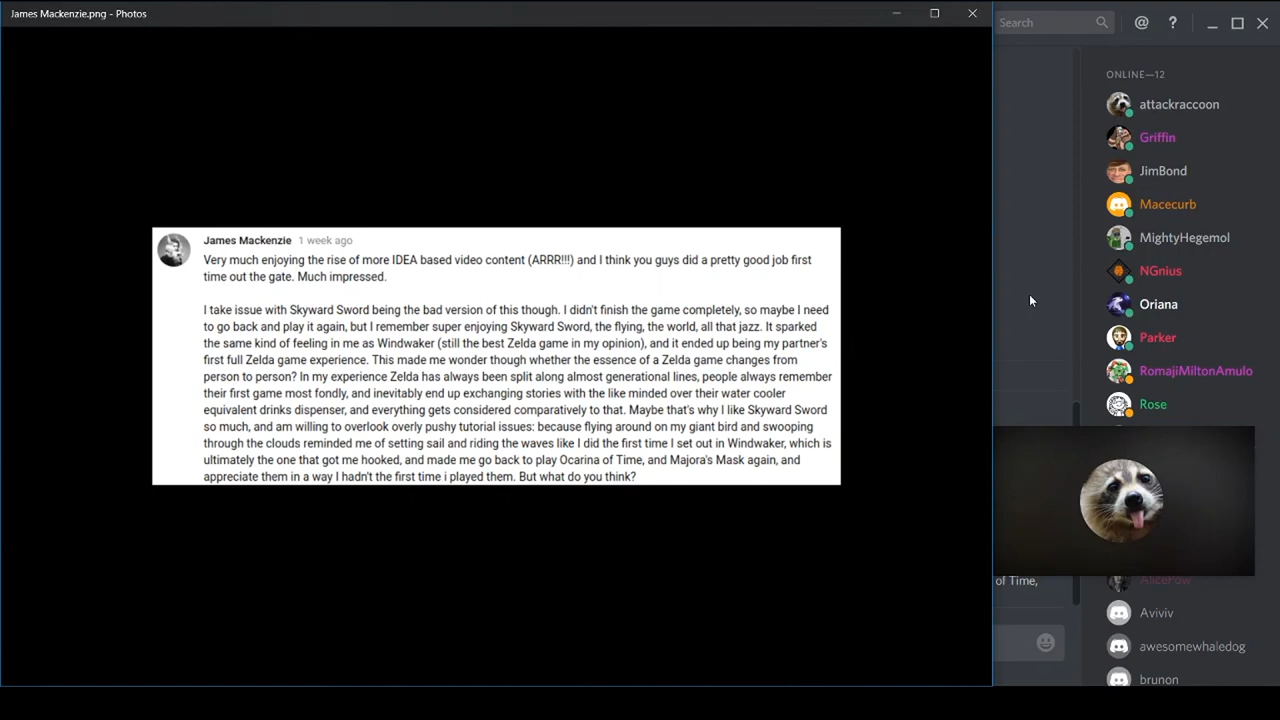 James Mackenzie.png - Photos
James Mackenzie 1 week ago
Very much enjoying the rise of more IDEA based video content (ARRR!!!) and I think you guys did a pretty good job first
time out the gate. Much impressed.
I take issue with Skyward Sword being the bad version of this though. I didn't finish the game completely, so maybe I need
to go back and play it again, but I remember super enjoying Skyward Sword, the flying, the world, all that jazz. It sparked
the same kind of feeling in me as Windwaker (still the best Zelda game in my opinion), and it ended up being my partner's
first full Zelda game experience. This made me wonder though whether the essence of a Zelda game changes from
person to person? In my experience Zelda has always been split along almost generational lines, people always remember
their first game most fondly, and inevitably end up exchanging stories with the like minded over their water cooler
equivalent drinks dispenser, and everything gets considered comparatively to that. Maybe that's why I like Skyward Sword
so much, and am willing to overlook overly pushy tutorial issues: because flying around on my giant bird and swooping
through the clouds reminded me of setting sail and riding the waves like I did the first time I set out in Windwaker, which is
ultimately the one that got me hooked, and made me go back to play Ocarina of Time, and Majora's Mask again, and
appreciate them in a way I hadn't the first time i played them. But what do you think?
Search
ONLINE—12
attackraccoon
Griffin
JimBond
Macecurb
MightyHegemol
NGnius
Oriana
Parker
RomajiMiltonAmulo
Rose
of Time,
AlicePow
Aviviv
awesomewhaledog
brunon